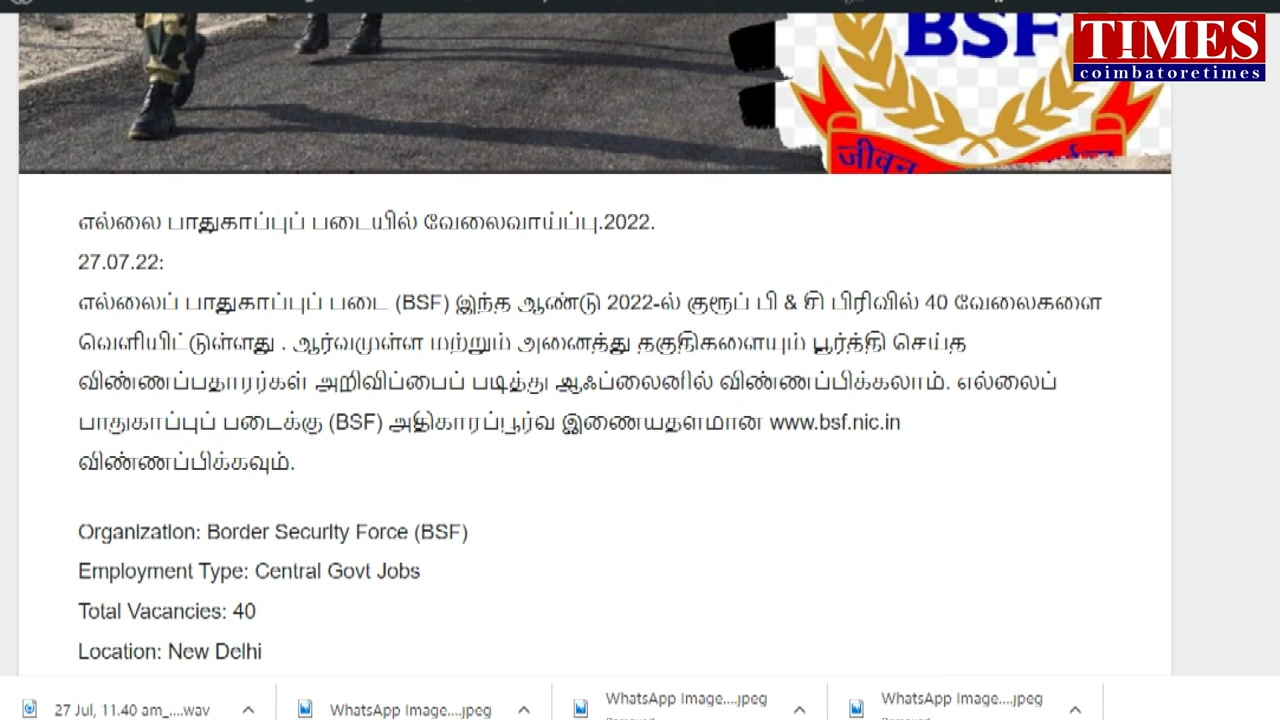 BSF
TIMES
coimbatoretimes
जीवन
எல்லை பாதுகாப்புப் படையில் வேலைவாய்ப்பு.2022.
27.07.22:
எல்லைப் பாதுகாப்புப் படை (BSF) இந்த ஆண்டு 2022-ல் குரூப் பி & சி பிரிவில் 40 வேலைகளை
வெளியிட்டுள்ளது . ஆர்வமுள்ள மற்றும் அனைத்து தகுதிகளையும் பூர்த்தி செய்த
விண்ணப்பதாரர்கள் அறிவிப்பைப் படித்து ஆஃப்லைனில் விண்ணப்பிக்கலாம். எல்லைப்
பாதுகாப்புப் படைக்கு (BSF) அதிகாரப்பூர்வ இணையதளமான www.bsf.nic.in
விண்ணப்பிக்கவும்.
Organization: Border Security Force (BSF)
Employment Type: Central Govt Jobs
Total Vacancies: 40
Location: New Delhi
27 Jul, 11.40 am_....wav
WhatsApp Image....jpeg
WhatsApp Image....jpeg
WhatsApp Image....jpeg